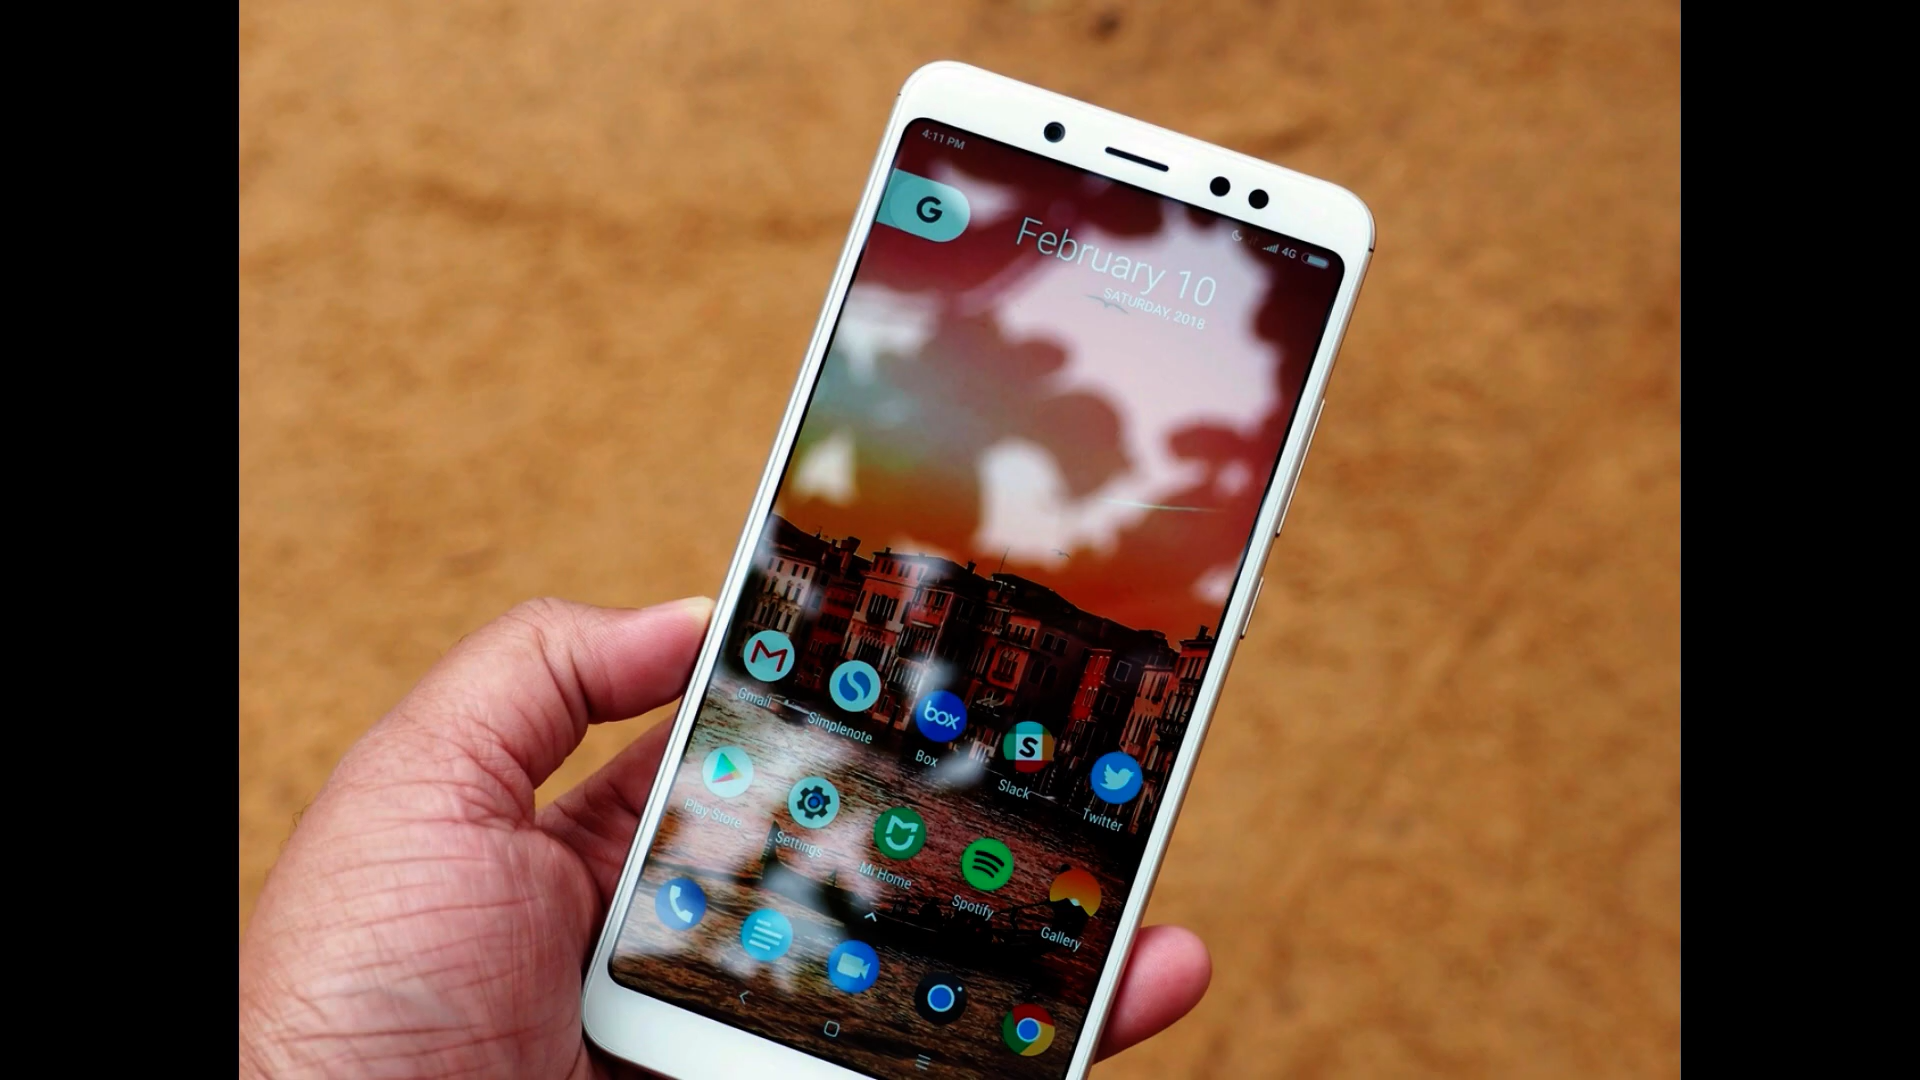 4:11 PM
4G
G
February 10
SATURDAY, 2018
Gmail
Simplenote
box
Box
S
Slack
Twitter
Play Store
Settings
Mi Home
Spotify
Gallery